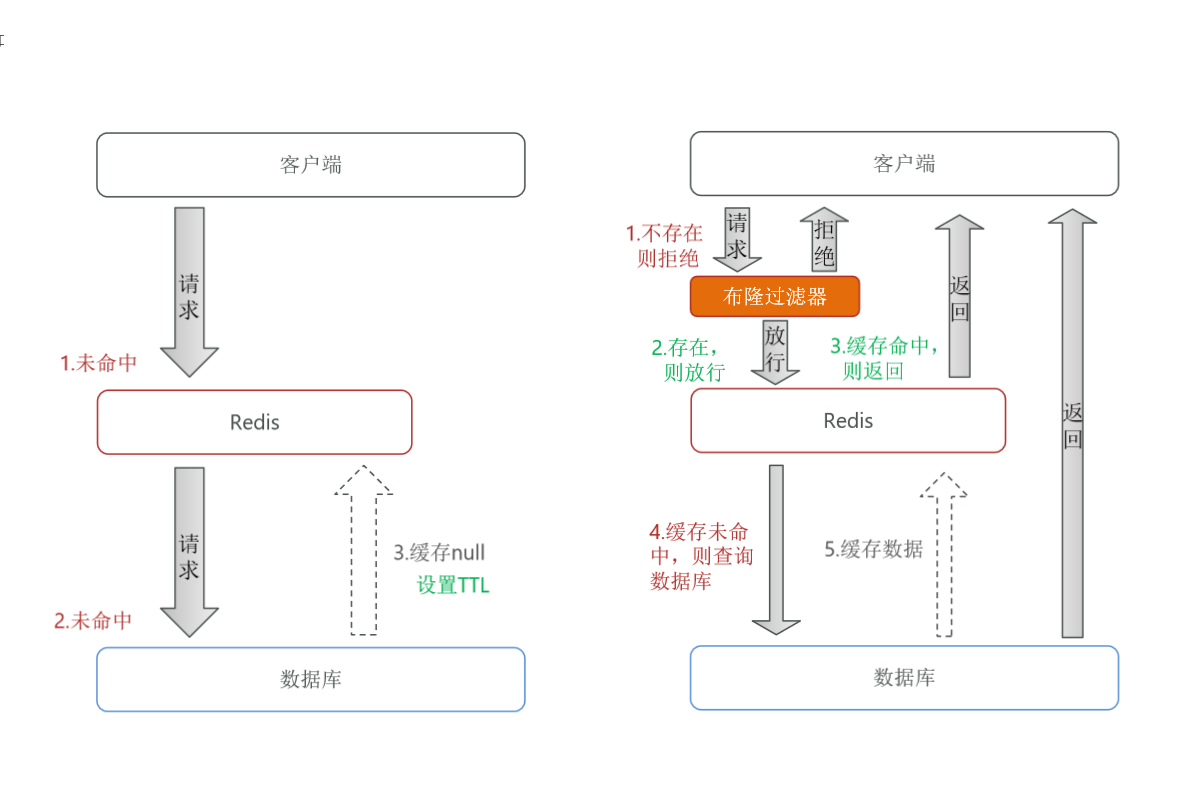 客户端
请
求
1.未命中
Redis
请
求
3.缓存null
设置TTL
2.未命中
数据库
客户端
1.不存在
则拒绝
请
求
拒
绝
布隆过滤器
2.存在，
则放行
放
行
3.缓存命中，
则返回
返
回
Redis
返
回
4.缓存未命
中，则查询
数据库
5.缓存数据
数据库